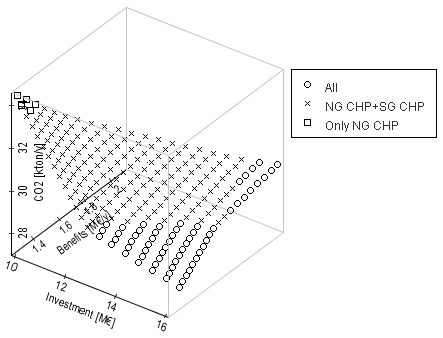 All
NG CHP+SG CHP
Only NG CHP
CO2 [kton/y]
32
30
28
Benefits [M€/y]
1.4
1.6
1.8
2
Investment [M€]
10
12
14
16